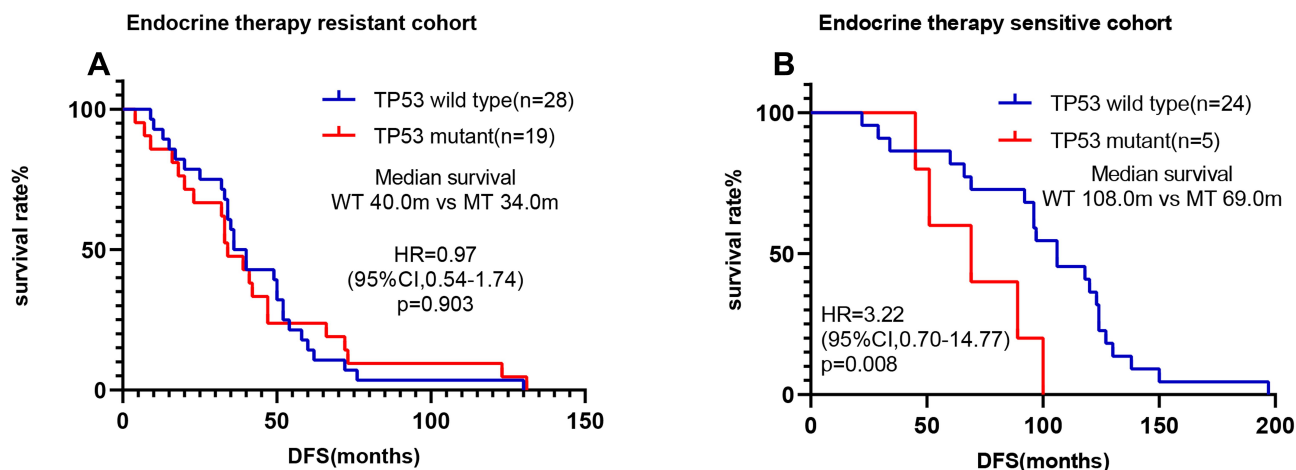 Endocrine therapy resistant cohort
A
TP53 wild type(n=28)
TP53 mutant(n=19)
Median survival
WT 40.0m vs MT 34.0m
HR=0.97
(95%CI,0.54-1.74)
p=0.903
survival rate%
100
50
0
0 50 100 150
DFS(months)
Endocrine therapy sensitive cohort
B
TP53 wild type(n=24)
TP53 mutant(n=5)
Median survival
WT 108.0m vs MT 69.0m
HR=3.22
(95%CI,0.70-14.77)
p=0.008
survival rate%
100
50
0
0 50 100 150 200
DFS(months)